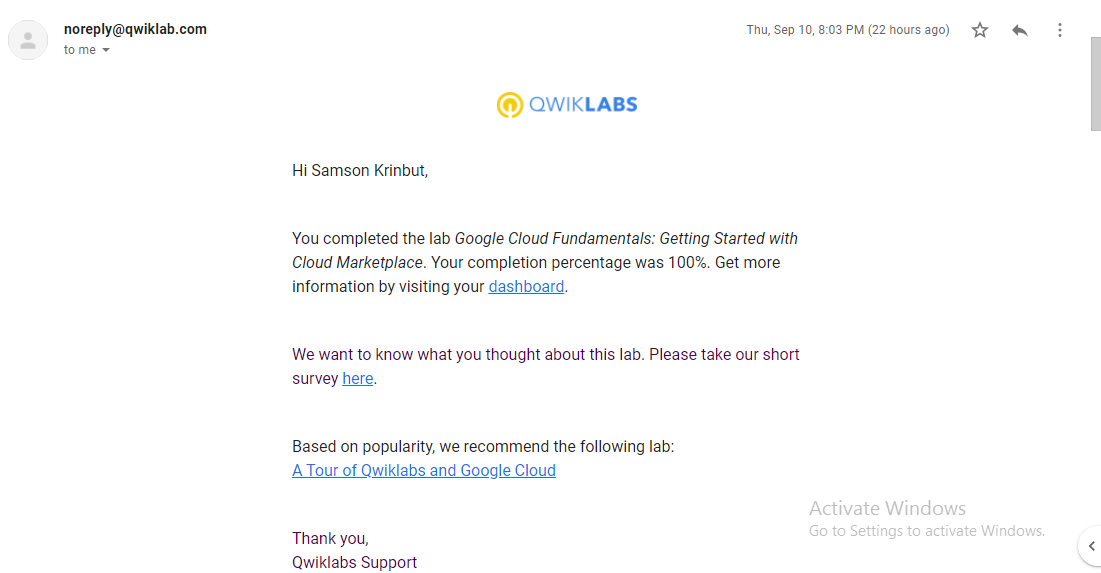 noreply@qwiklab.com
Thu, Sep 10, 8:03 PM (22 hours ago)
to me
QWIKLABS
Hi Samson Krinbut,
You completed the lab Google Cloud Fundamentals: Getting Started with
Cloud Marketplace. Your completion percentage was 100%. Get more
information by visiting your dashboard.
We want to know what you thought about this lab. Please take our short
survey here.
Based on popularity, we recommend the following lab:
A Tour of Qwiklabs and Google Cloud
Thank you,
Qwiklabs Support
Activate Windows
Go to Settings to activate Windows.